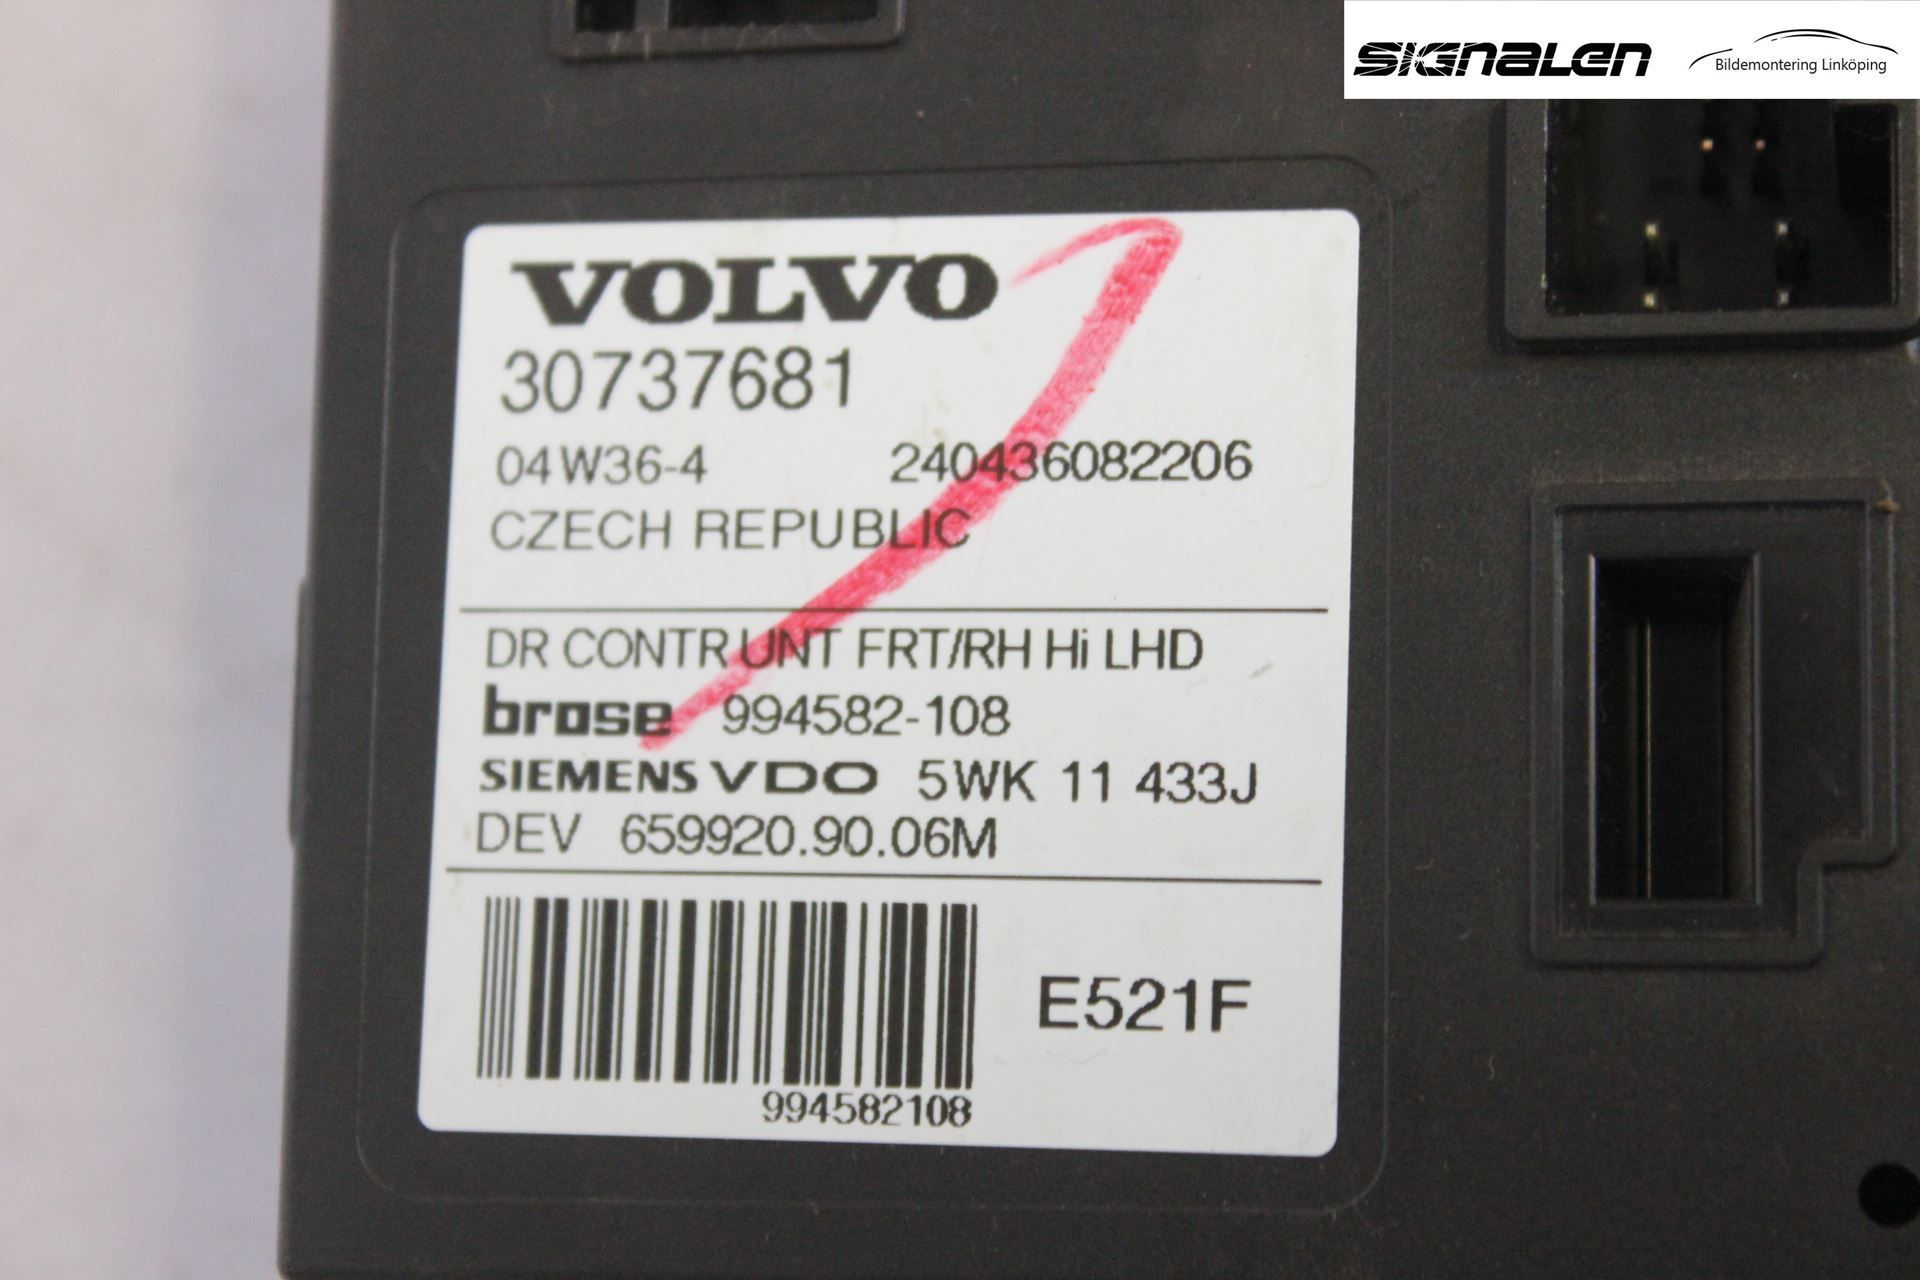 SIGNALEN
Bildemontering Linköping
VOLVO
30737681
04W36-4 240436082206
CZECH REPUBLIC
DR CONTR UNT FRT/RH Hi LHD
brose 994582-108
SIEMENS VDO 5WK 11 433J
DEV 659920.90.06M
E521F
994582108